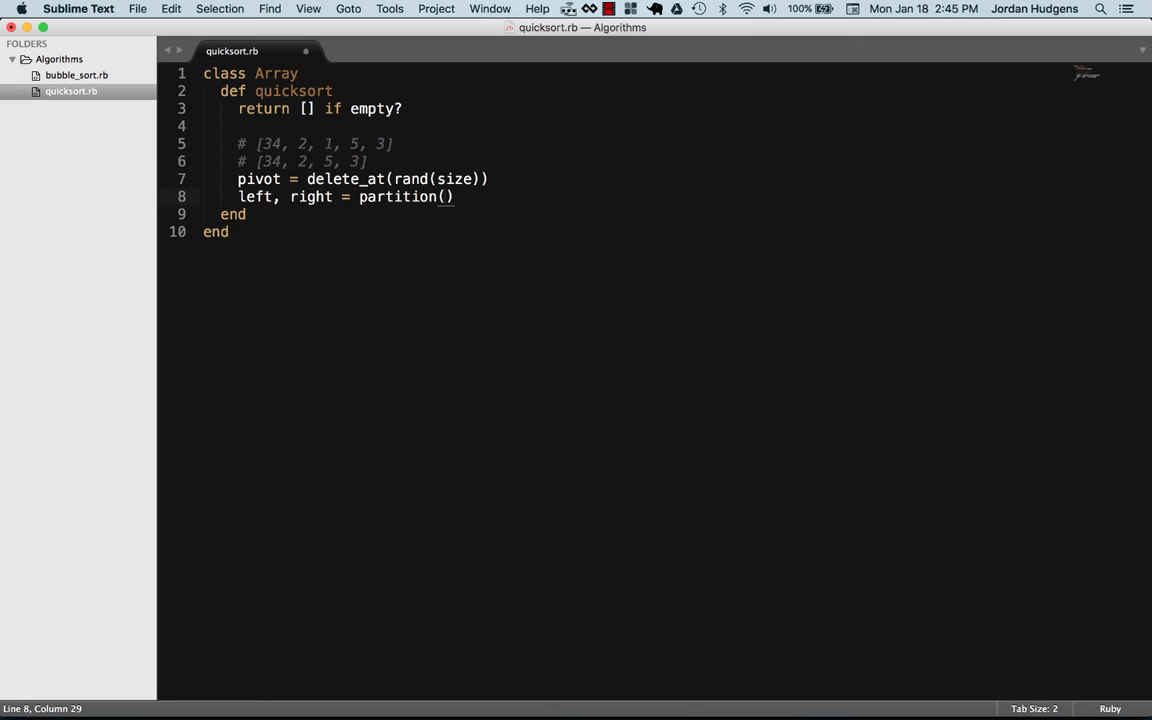 Sublime Text File Edit Selection Find View Goto Tools Project Window Help 100% Mon Jan 18 2:45 PM Jordan Hudgens
quicksort.rb — Algorithms
FOLDERS
Algorithms
bubble_sort.rb
quicksort.rb
quicksort.rb
1 class Array
2 def quicksort
3 return [] if empty?
4
5 # [34, 2, 1, 5, 3]
6 # [34, 2, 5, 3]
7 pivot = delete_at(rand(size))
8 left, right = partition()
9 end
10 end
Line 8, Column 29
Tab Size: 2 Ruby